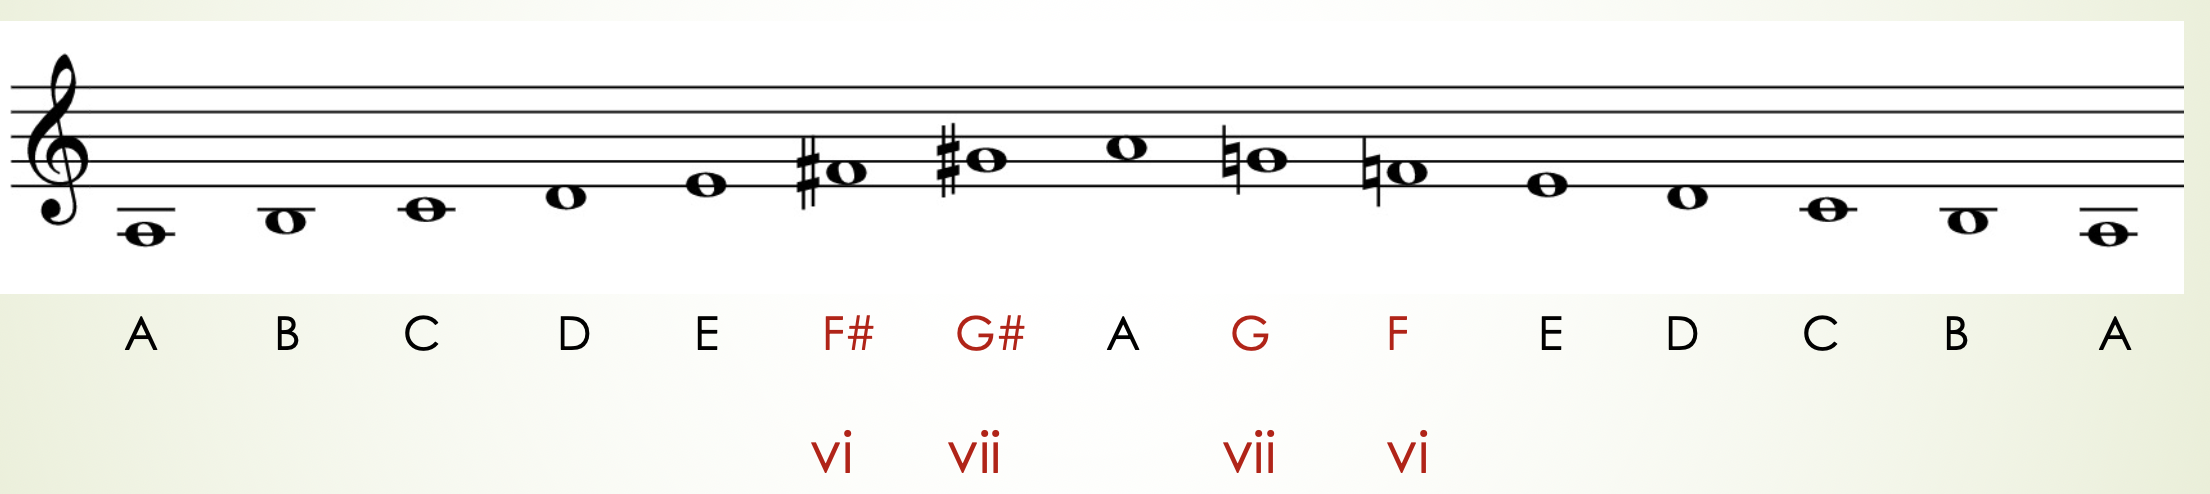 A B C D E F# G# A G F E D C B A
vi vii vii vi